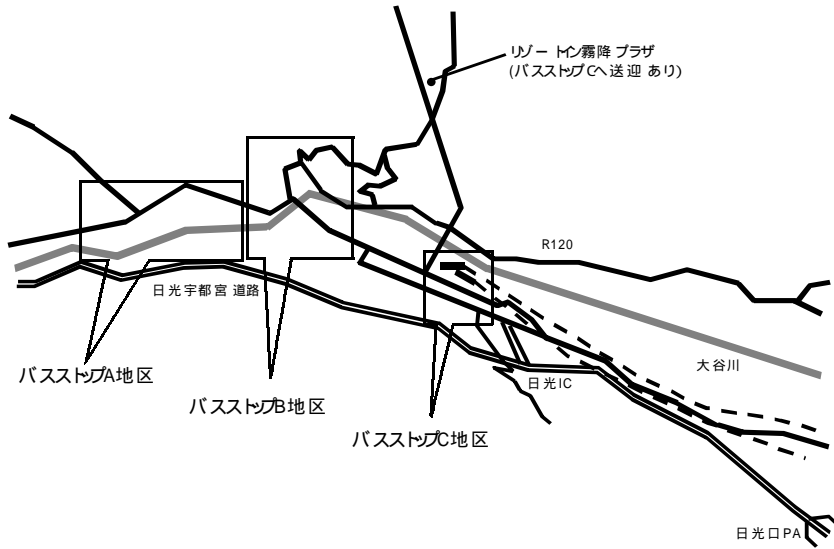 リゾートイン霧降プラザ
(バスストップCへ送迎あり)
R120
日光宇都宮道路
大谷川
バスストップA地区
日光IC
バスストップB地区
バスストップC地区
日光口PA